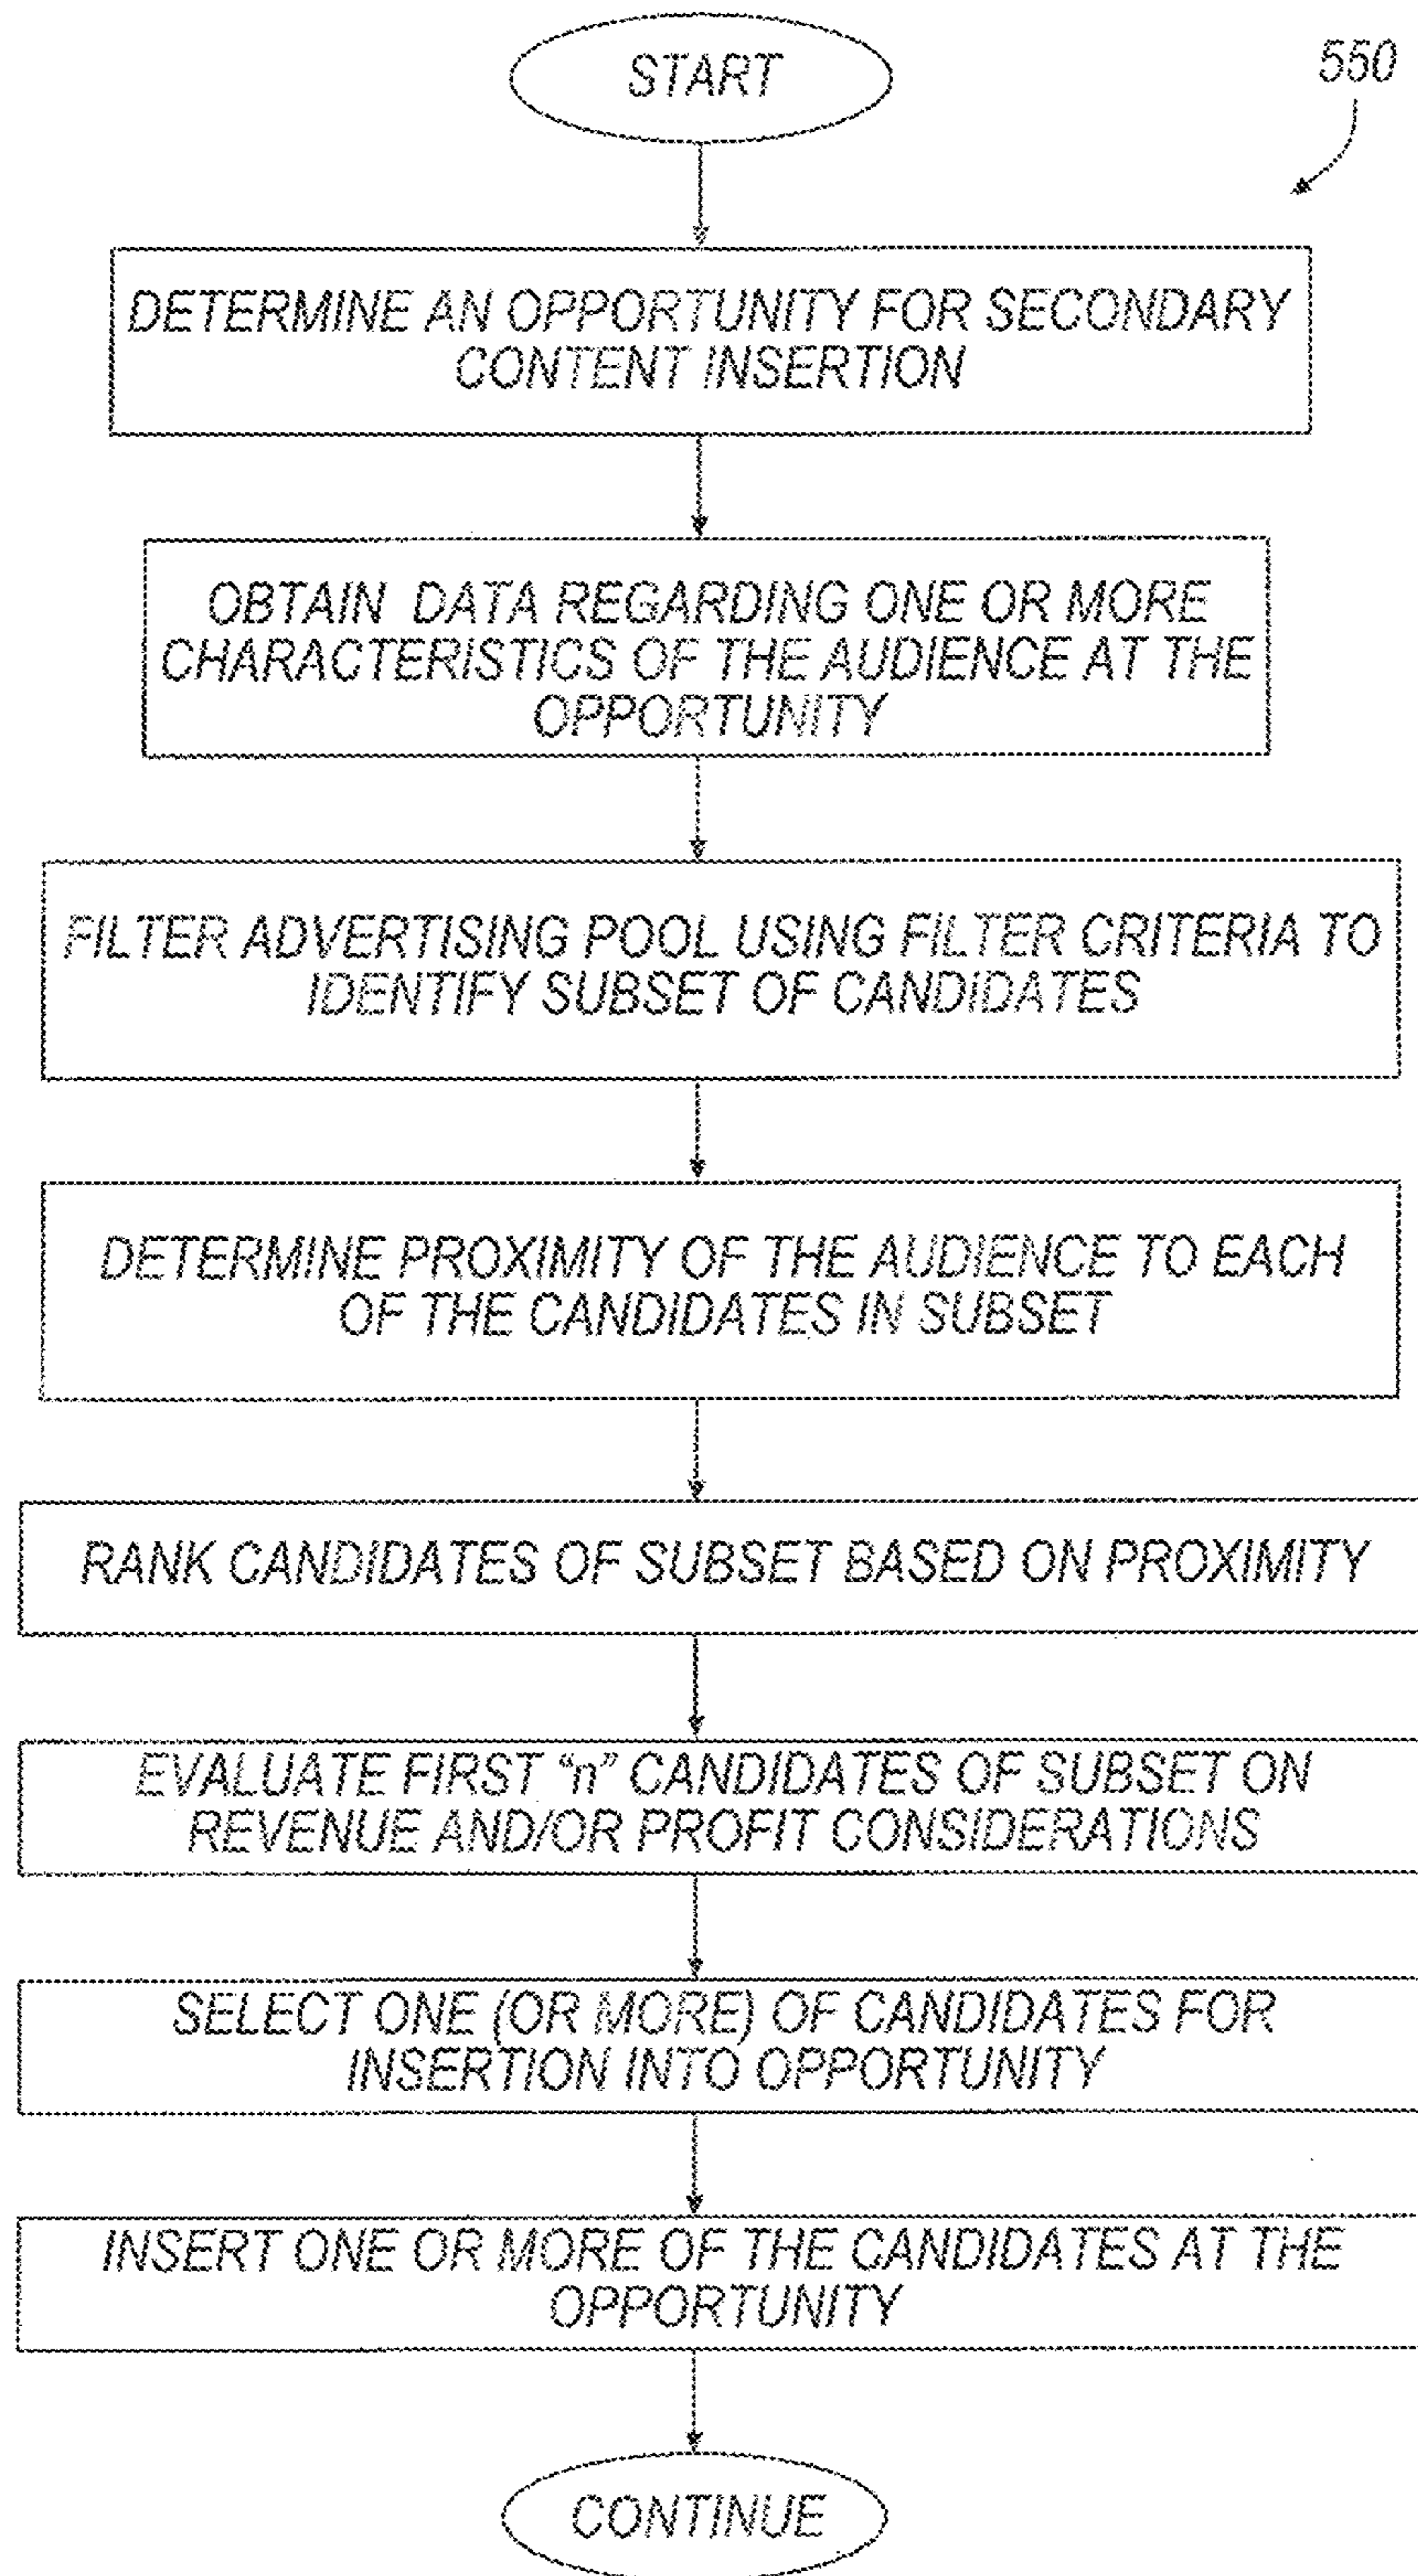 START
550
DETERMINE AN OPPORTUNITY FOR SECONDARY
CONTENT INSERTION
OBTAIN DATA REGARDING ONE OR MORE
CHARACTERISTICS OF THE AUDIENCE AT THE
OPPORTUNITY
FILTER ADVERTISING POOL USING FILTER CRITERIA TO
IDENTIFY SUBSET OF CANDIDATES
DETERMINE PROXIMITY OF THE AUDIENCE TO EACH
OF THE CANDIDATES IN SUBSET
RANK CANDIDATES OF SUBSET BASED ON PROXIMITY
EVALUATE FIRST “n” CANDIDATES OF SUBSET ON
REVENUE AND/OR PROFIT CONSIDERATIONS
SELECT ONE (OR MORE) OF CANDIDATES FOR
INSERTION INTO OPPORTUNITY
INSERT ONE OR MORE OF THE CANDIDATES AT THE
OPPORTUNITY
CONTINUE